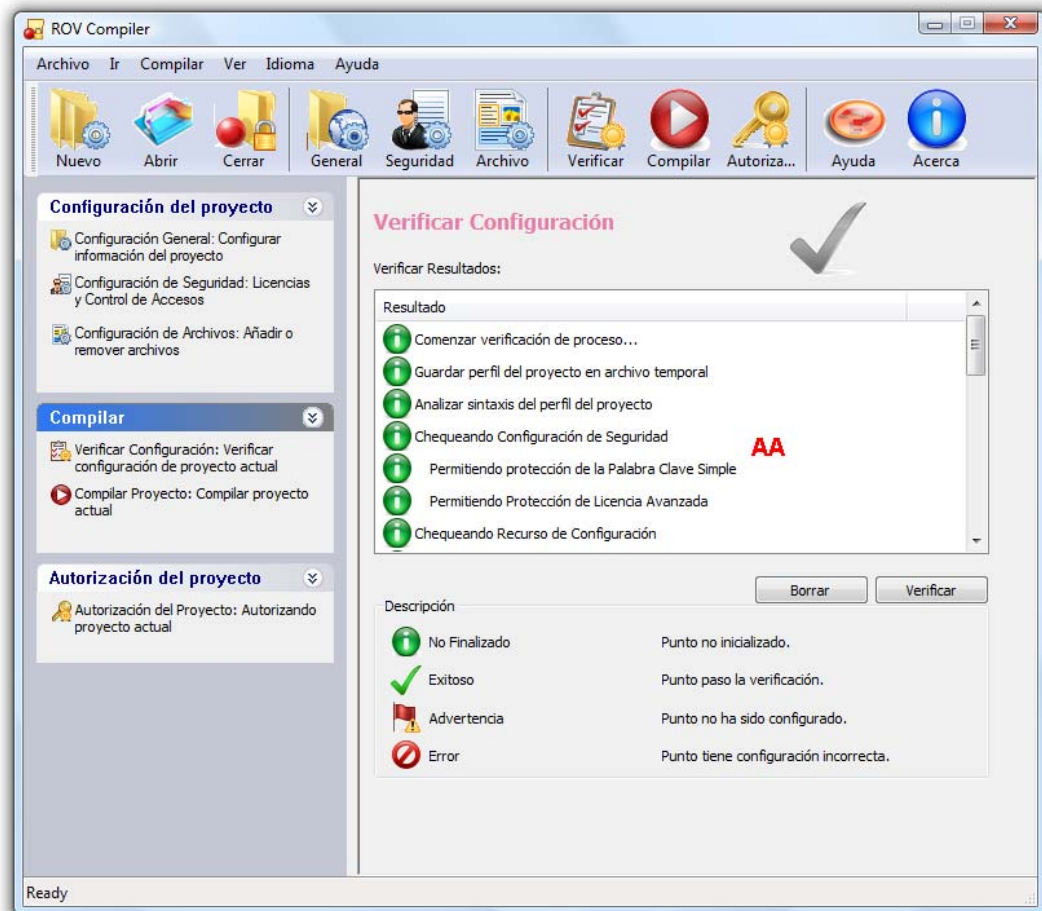 ROV Compiler
Archivo Ir Compilar Ver Idioma Ayuda
Nuevo Abrir Cerrar General Seguridad Archivo Verificar Compilar Autoriza... Ayuda Acerca
Configuración del proyecto
Configuración General: Configurar
información del proyecto
Configuración de Seguridad: Licencias
y Control de Accesos
Configuración de Archivos: Añadir o
remover archivos
Compilar
Verificar Configuración: Verificar
configuración de proyecto actual
Compilar Proyecto: Compilar proyecto
actual
Autorización del proyecto
Autorización del Proyecto: Autorizando
proyecto actual
Verificar Configuración
Verificar Resultados:
Resultado
Comenzar verificación de proceso...
Guardar perfil del proyecto en archivo temporal
Analizar sintaxis del perfil del proyecto
Chequeando Configuración de Seguridad
AA
Permitiendo protección de la Palabra Clave Simple
Permitiendo Protección de Licencia Avanzada
Chequeando Recurso de Configuración
Borrar Verificar
Descripción
No Finalizado Punto no inicializado.
Exitoso Punto paso la verificación.
Advertencia Punto no ha sido configurado.
Error Punto tiene configuración incorrecta.
Ready